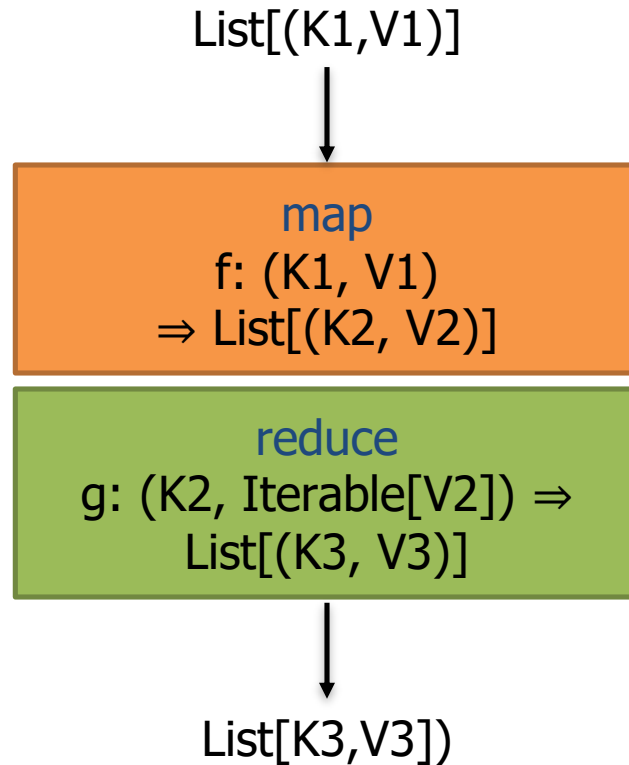 List[(K1,V1)]
map
f: (K1, V1)
⇒ List[(K2, V2)]
reduce
g: (K2, Iterable[V2]) ⇒
List[(K3, V3)]
List[K3,V3])